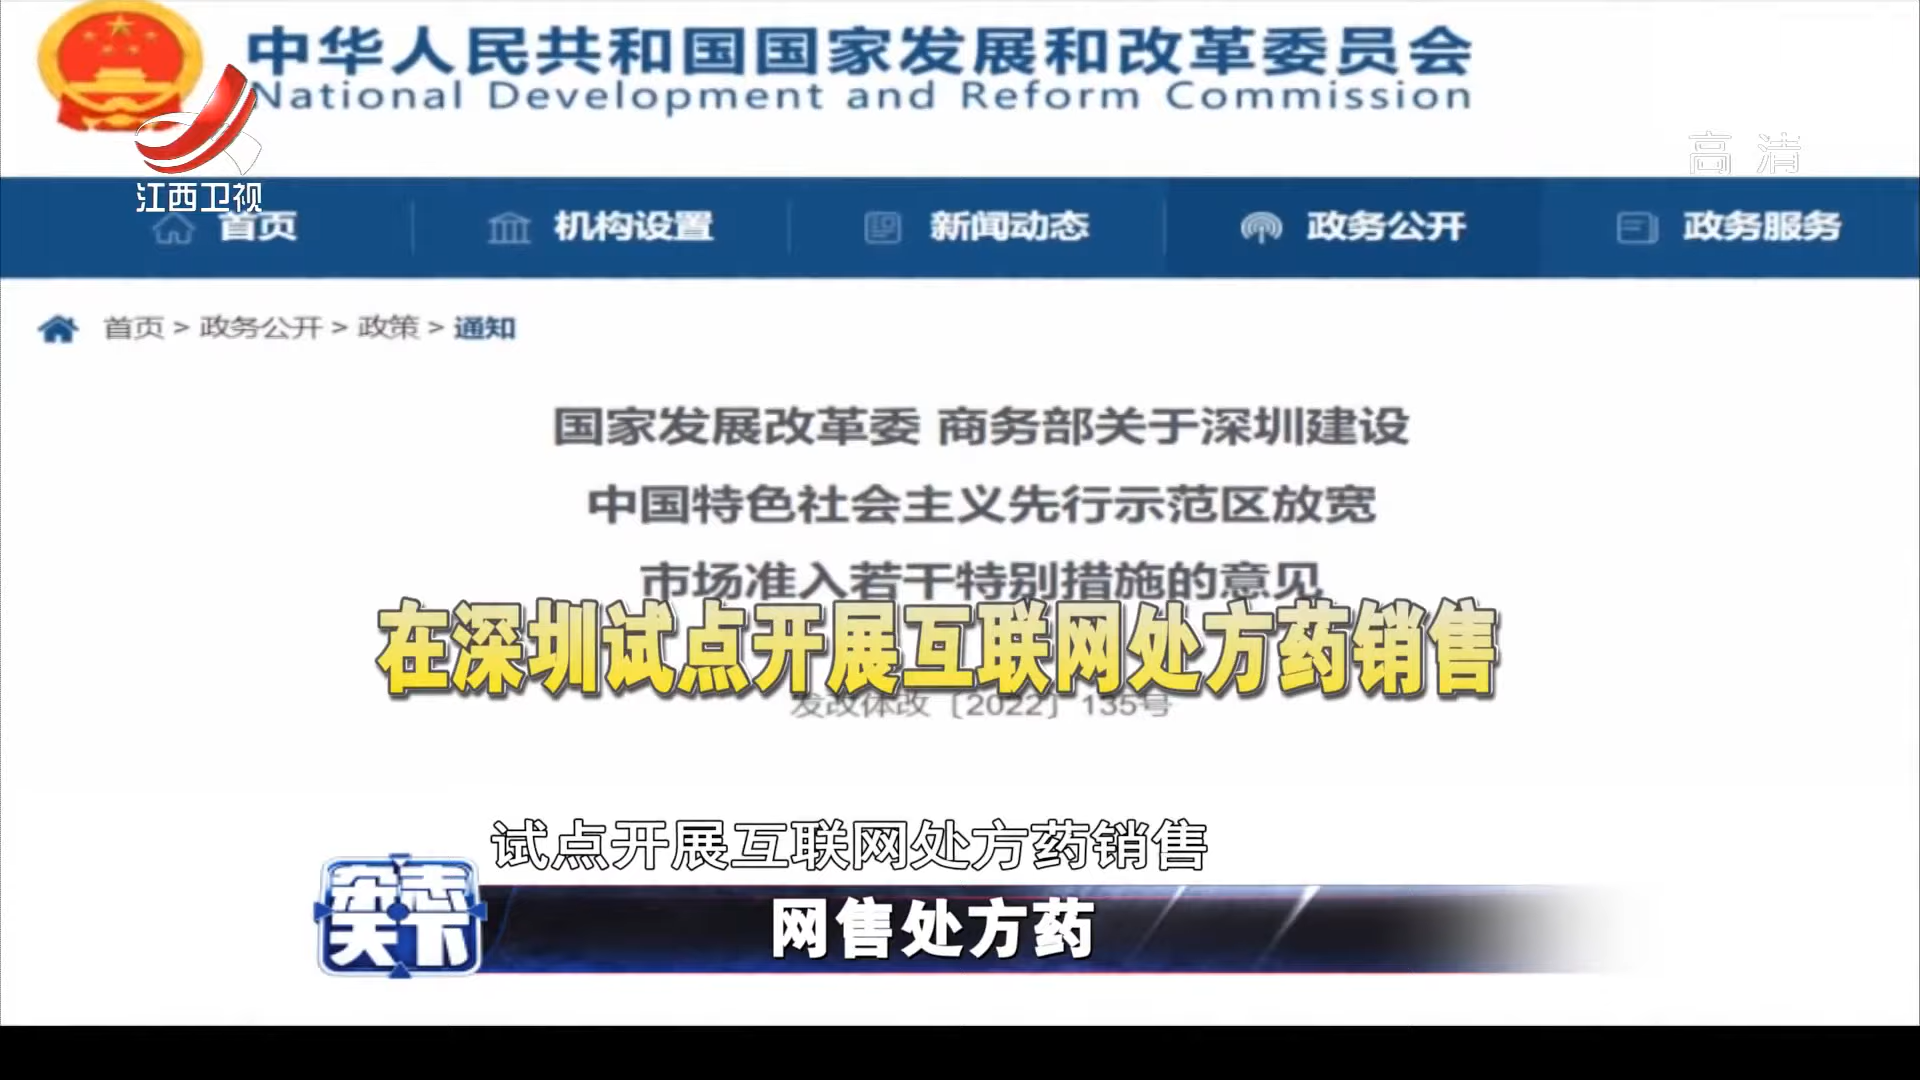 中华人民共和国国家发展和改革委员会
National Development and Reform Commission
高清
江西卫视
首页 机构设置 新闻动态 政务公开 政务服务
首页 > 政务公开 > 政策 > 通知
国家发展改革委 商务部关于深圳建设
中国特色社会主义先行示范区放宽
市场准入若干特别措施的意见
在深圳试点开展互联网处方药销售
发改体改〔2022〕135号
试点开展互联网处方药销售
杂志天下
网售处方药